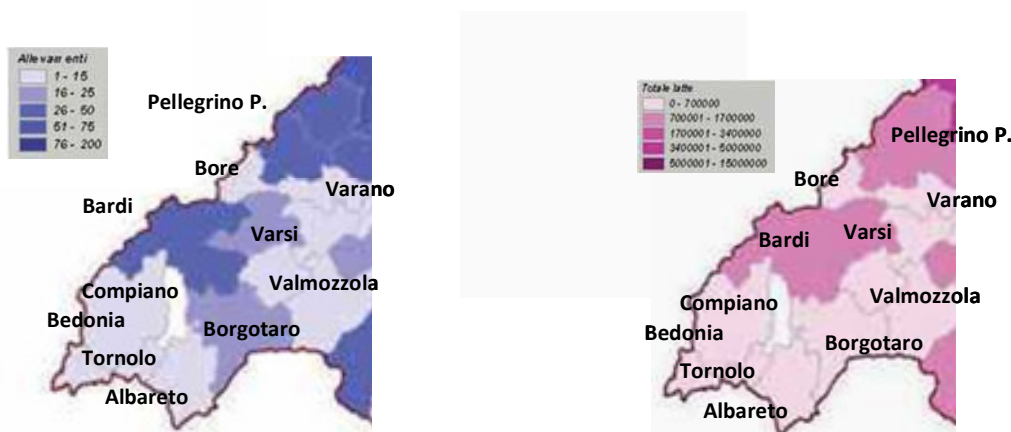 Allevamenti
1 - 15
16 - 25
26 - 50
51 - 75
76 - 200
Pellegrino P.
Bore
Varano
Bardi
Varsi
Compiano
Valmozzola
Bedonia
Borgotaro
Tornolo
Albareto
Totale latte
0 - 700000
700001 - 1700000
1700001 - 3400000
3400001 - 5000000
5000001 - 15000000
Pellegrino P.
Bore
Varano
Bardi
Varsi
Compiano
Valmozzola
Bedonia
Borgotaro
Tornolo
Albareto